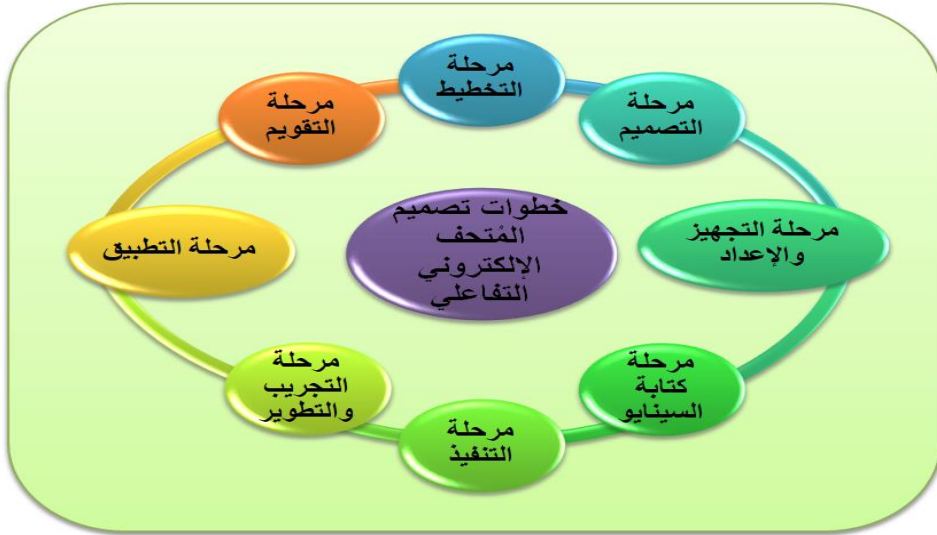 خطوات تصميم
المُتحف
الإلكتروني
التفاعلي
مرحلة
التخطيط
مرحلة
التصميم
مرحلة التجهيز
والإعداد
مرحلة
كتابة
السينايو
مرحلة
التنفيذ
مرحلة
التجريب
والتطوير
مرحلة التطبيق
مرحلة
التقويم